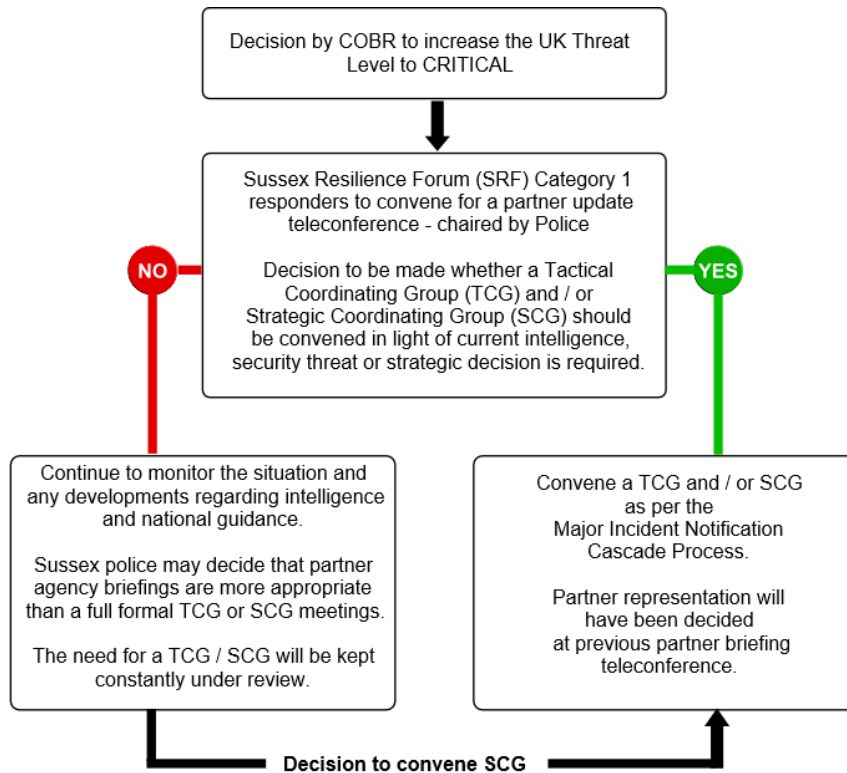 Decision by COBR to increase the UK Threat
Level to CRITICAL
Sussex Resilience Forum (SRF) Category 1
responders to convene for a partner update
teleconference - chaired by Police
Decision to be made whether a Tactical
Coordinating Group (TCG) and / or
Strategic Coordinating Group (SCG) should
be convened in light of current intelligence,
security threat or strategic decision is required.
NO
YES
Continue to monitor the situation and
any developments regarding intelligence
and national guidance.
Sussex police may decide that partner
agency briefings are more appropriate
than a full formal TCG or SCG meetings.
The need for a TCG / SCG will be kept
constantly under review.
Convene a TCG and / or SCG
as per the
Major Incident Notification
Cascade Process.
Partner representation will
have been decided
at previous partner briefing
teleconference.
Decision to convene SCG